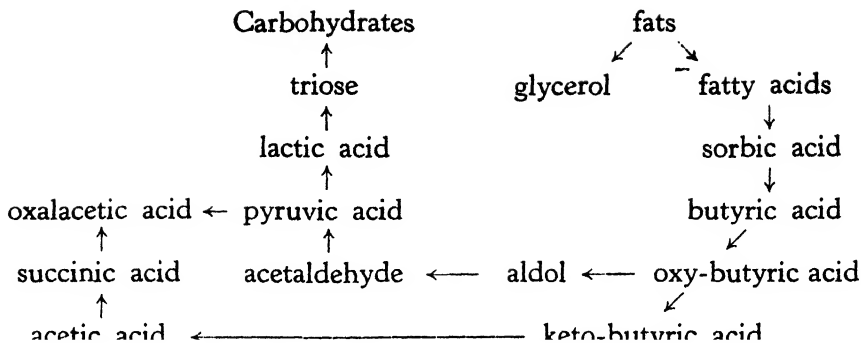 Carbohydrates fats
triose glycerol fatty acids
lactic acid sorbic acid
oxalacetic acid pyruvic acid butyric acid
succinic acid acetaldehyde aldol oxy-butyric acid
acetic acid keto-butyric acid